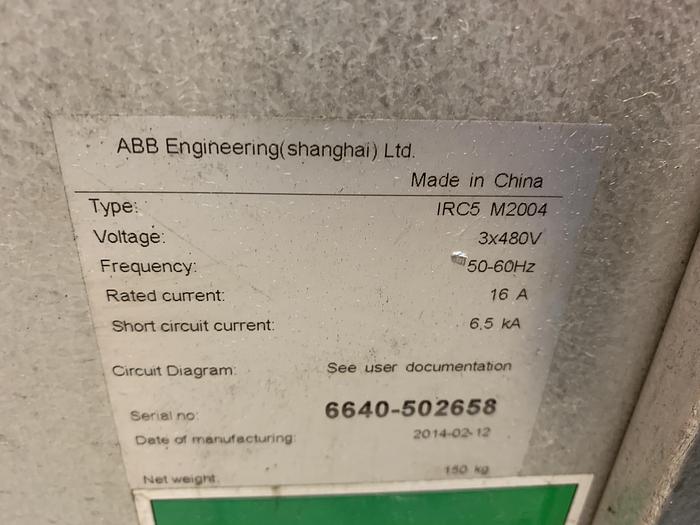 ABB Engineering(shanghai) Ltd.
Made in China
Type: IRC5 M2004
Voltage: 3x480V
Frequency: 50-60Hz
Rated current: 16 A
Short circuit current: 6,5 kA
Circuit Diagram: See user documentation
Serial no: 6640-502658
Date of manufacturing: 2014-02-12
Net weight: 150 kg